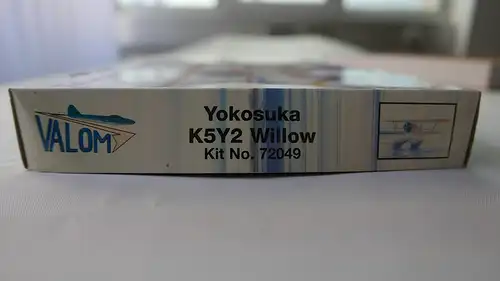 VALOM
Yokosuka
K5Y2 Willow
Kit No. 72049